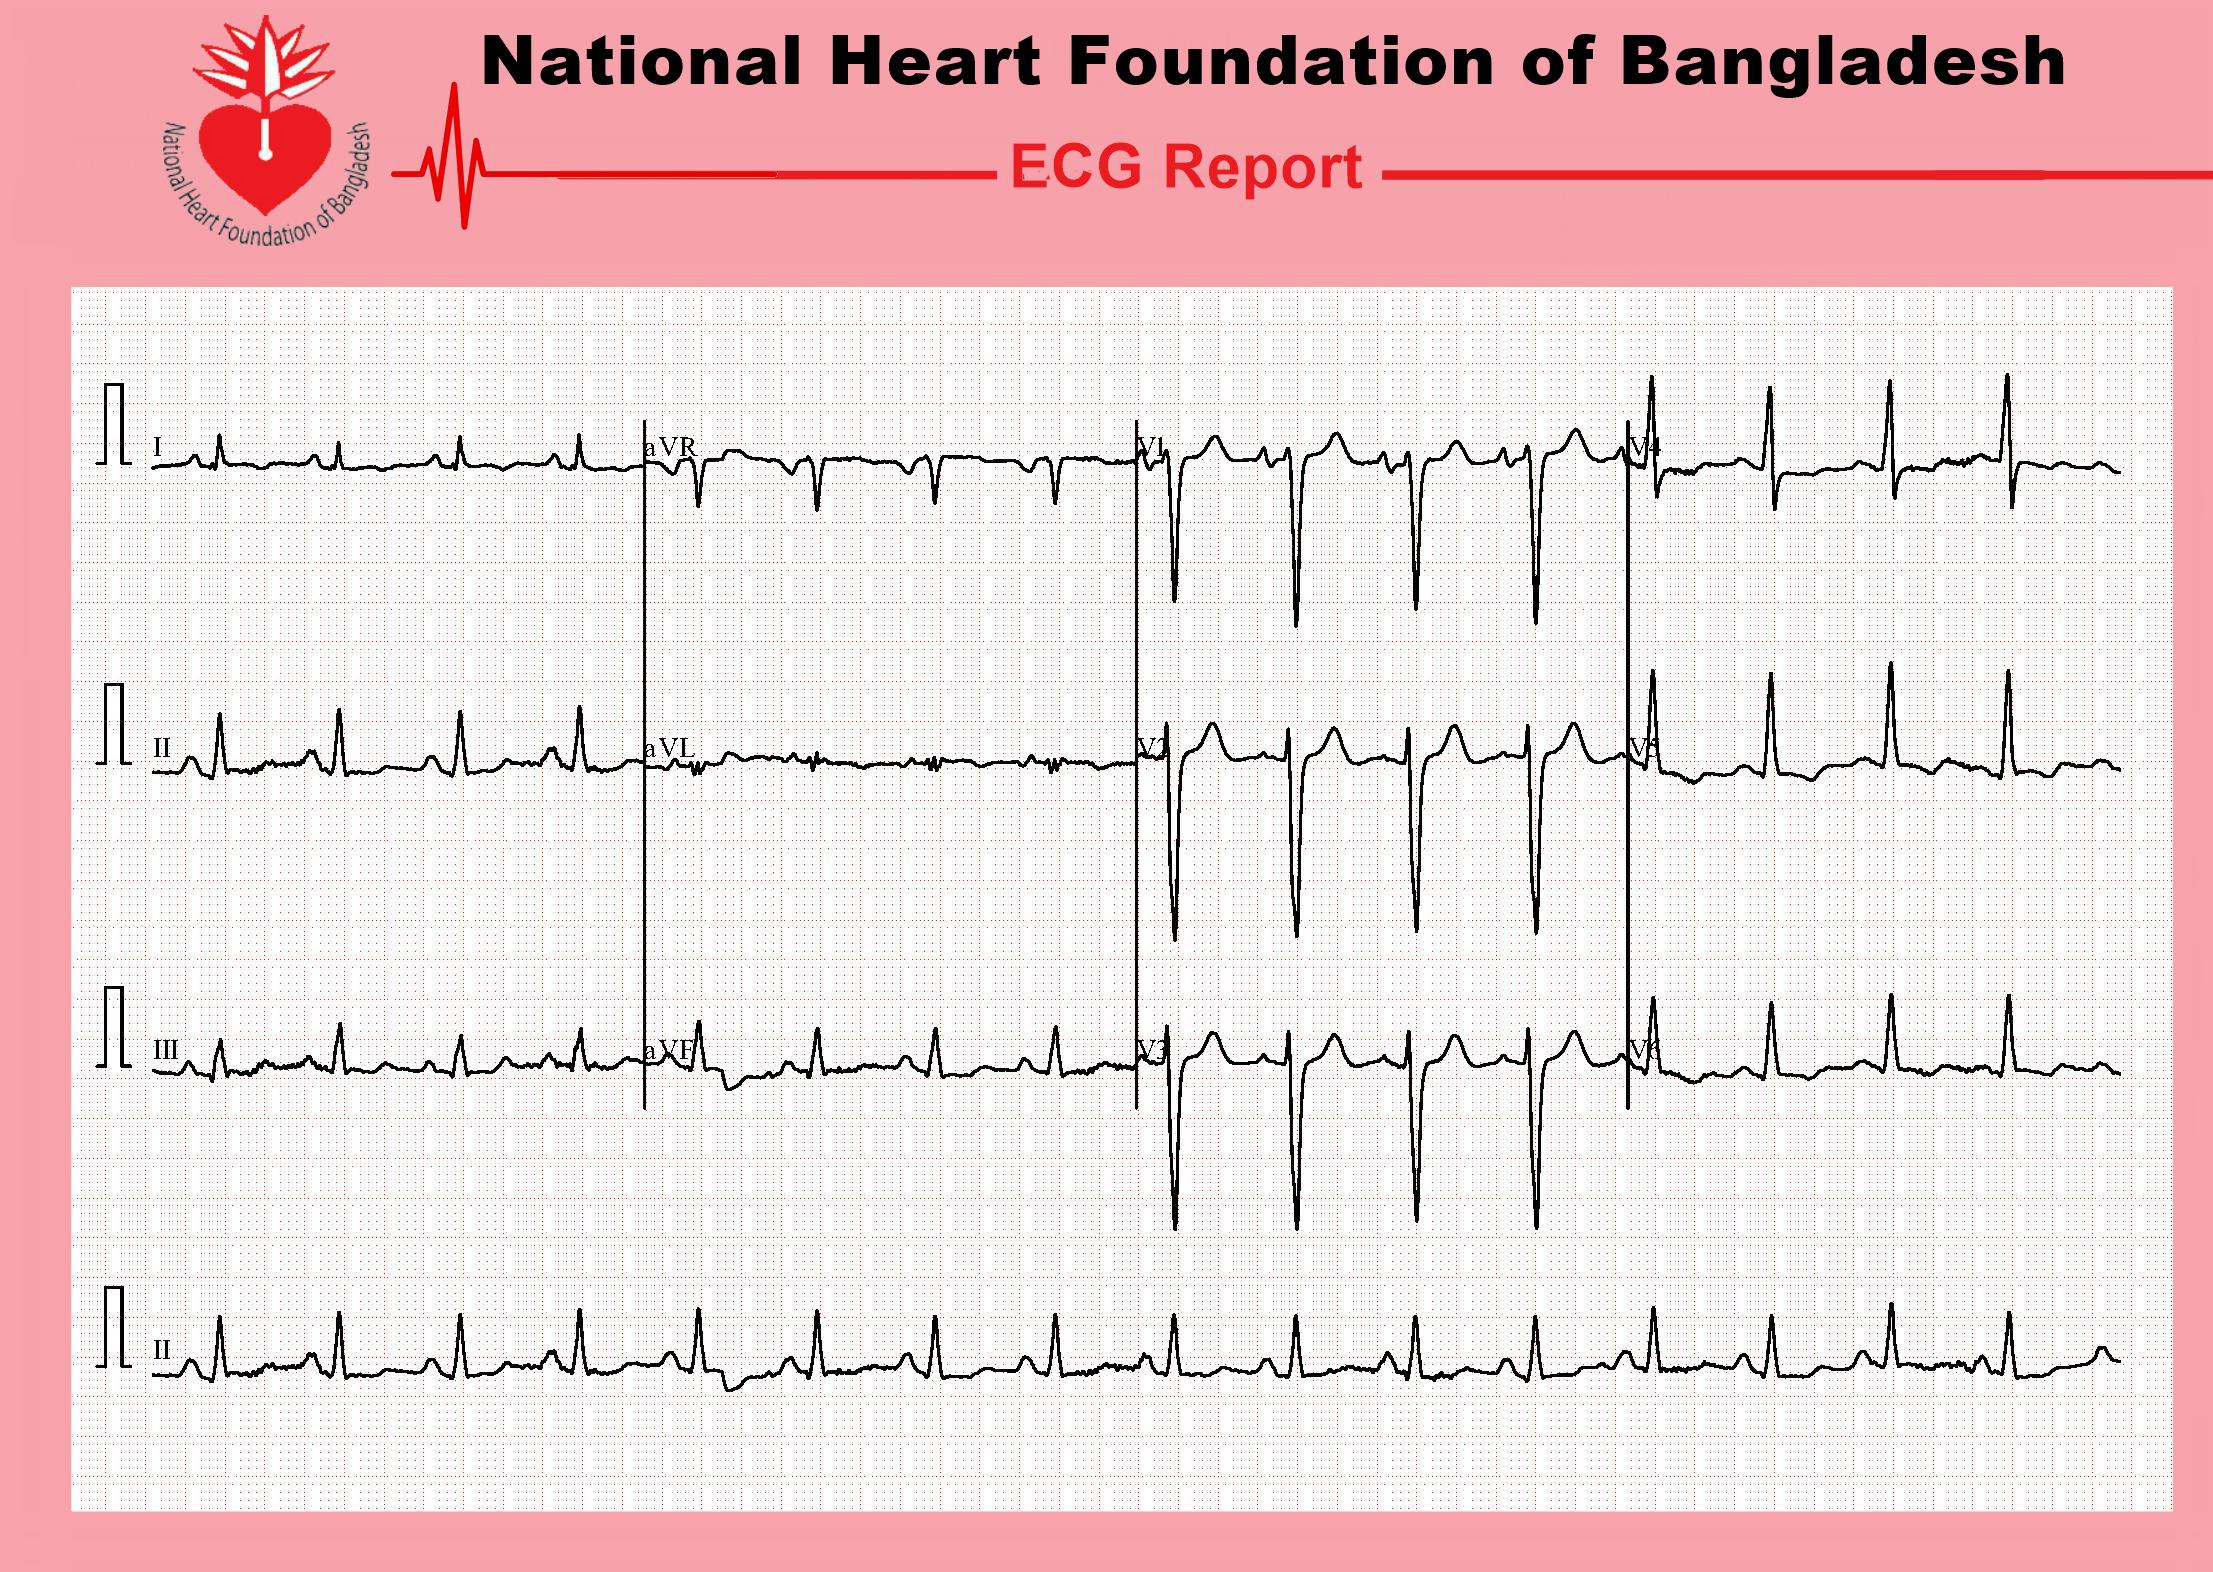 National Heart Foundation of Bangladesh
National Heart Foundation of Bangladesh
ECG Report
I aVR V1 V4
II aVL V2 V5
III aVF V3 V6
II